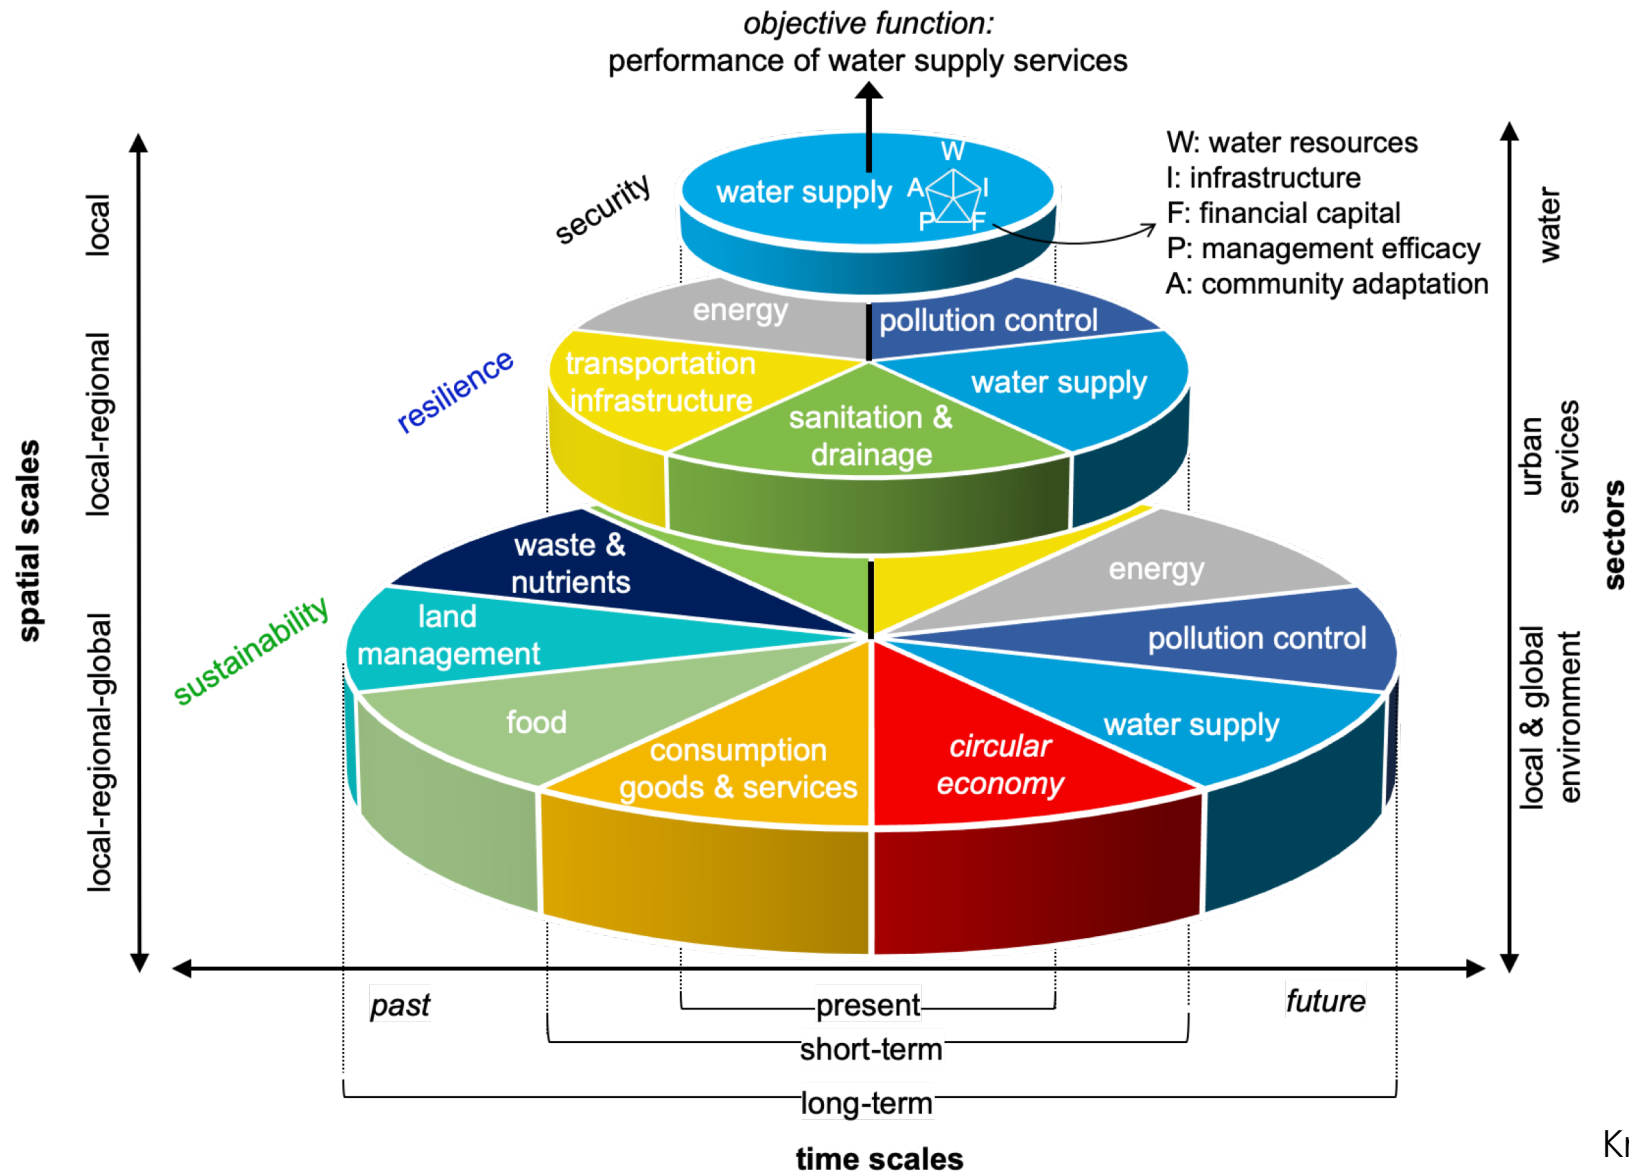 objective function:
performance of water supply services
W
A
I
P
F
water supply
W: water resources
I: infrastructure
F: financial capital
P: management efficacy
A: community adaptation
security
resilience
sustainability
energy
pollution control
transportation
infrastructure
water supply
sanitation &
drainage
waste &
nutrients
energy
land
management
pollution control
food
water supply
consumption
goods & services
circular
economy
spatial scales
local
local-regional
local-regional-global
sectors
water
urban
services
local & global
environment
past
present
future
short-term
long-term
time scales